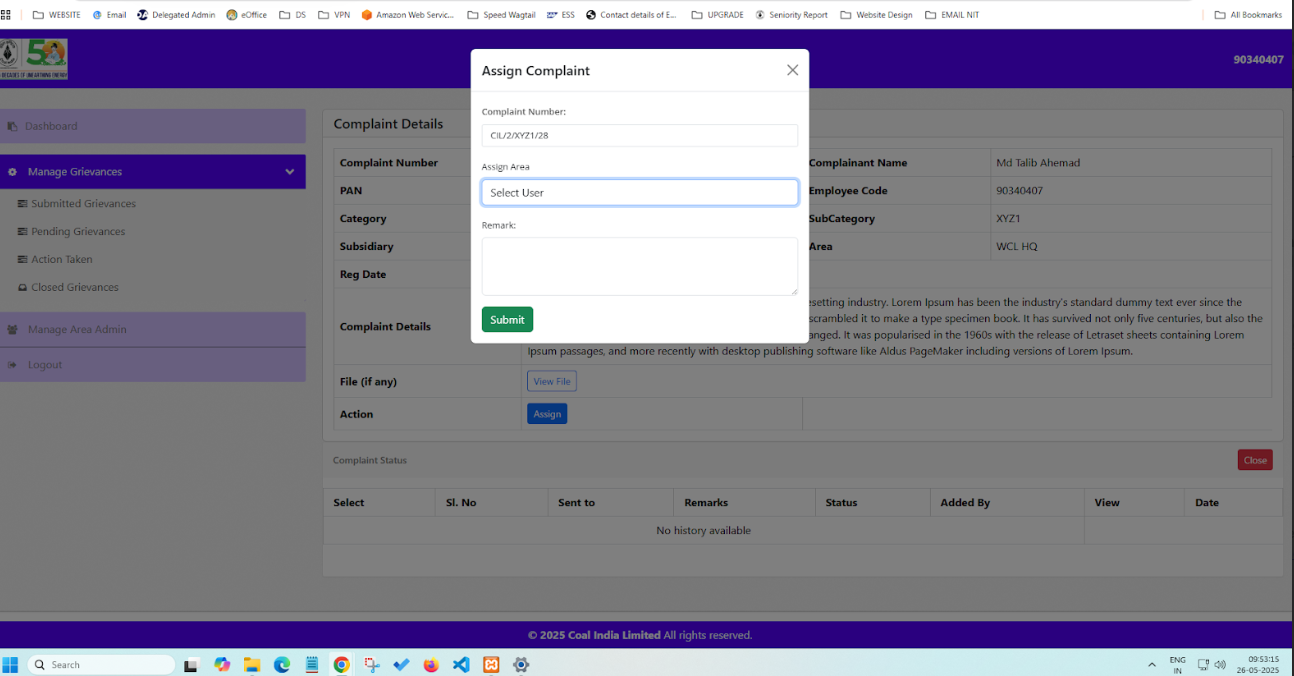 WEBSITE Email Delegated Admin eOffice DS VPN Amazon Web Servic... Speed Wagtail ESS Contact details of E... UPGRADE Seniority Report Website Design EMAIL NIT All Bookmarks
50
90340407
Assign Complaint
Complaint Number:
CIL/2/XYZ1/28
Assign Area
Select User
Remark:
Submit
Dashboard
Manage Grievances
Submitted Grievances
Pending Grievances
Action Taken
Closed Grievances
Manage Area Admin
Logout
Complaint Details
Complaint Number Complainant Name Md Talib Ahemad
PAN Employee Code 90340407
Category SubCategory XYZ1
Subsidiary Area WCL HQ
Reg Date
Complaint Details
esetting industry. Lorem Ipsum has been the industry's standard dummy text ever since the
scrambled it to make a type specimen book. It has survived not only five centuries, but also the
anged. It was popularised in the 1960s with the release of Letraset sheets containing Lorem
Ipsum passages, and more recently with desktop publishing software like Aldus PageMaker including versions of Lorem Ipsum.
File (if any) View File
Action Assign
Complaint Status Close
Select Sl. No Sent to Remarks Status Added By View Date
No history available
© 2025 Coal India Limited All rights reserved.
Search
ENG
IN
09:53:15
26-05-2025